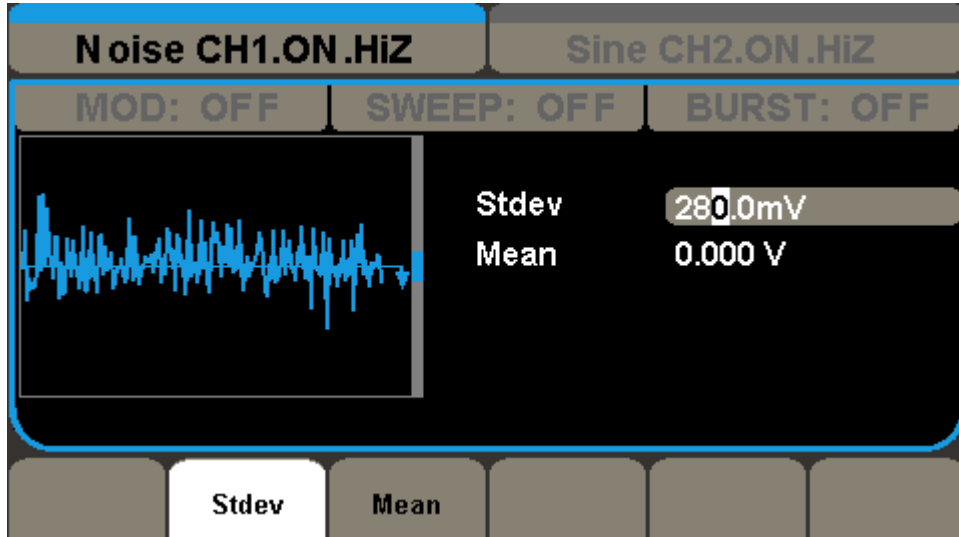 Noise CH1.ON.HiZ
Sine CH2.ON.HiZ
MOD: OFF
SWEEP: OFF
BURST: OFF
Stdev 280.0mV
Mean 0.000 V
Stdev
Mean